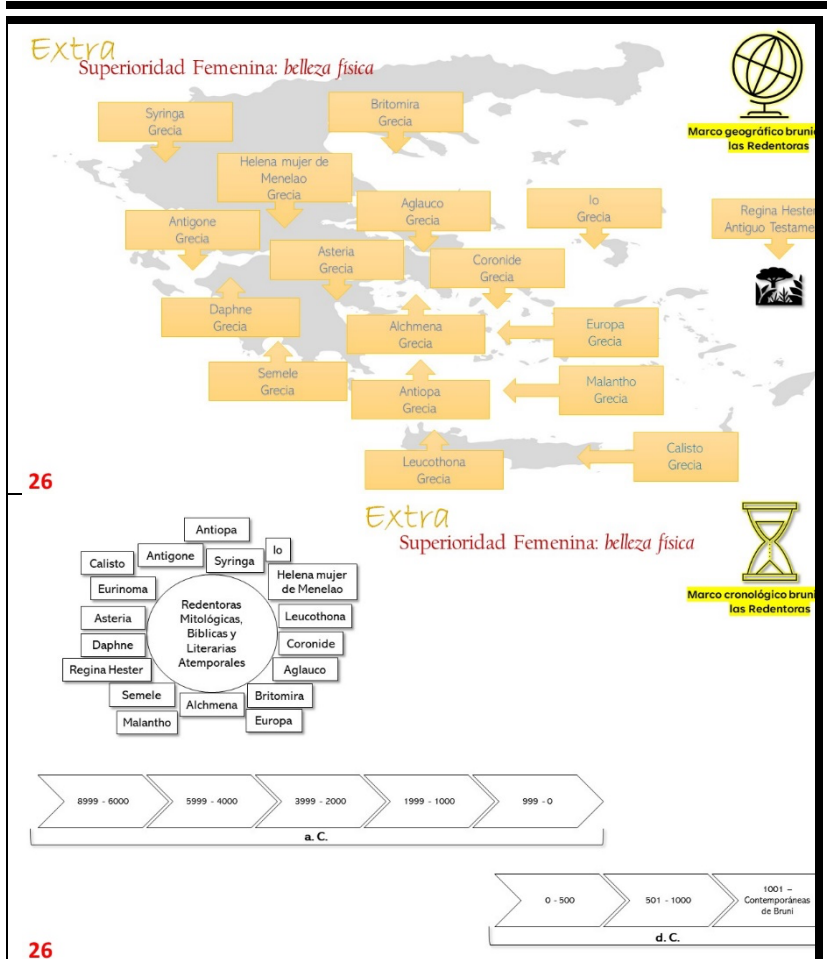 Extra
Superioridad Femenina: belleza física
Marco geográfico bruni
las Redentoras
Syringa
Grecia
Britomira
Grecia
Helena mujer de
Menelao
Grecia
Antigone
Grecia
Aglauco
Grecia
Io
Grecia
Regina Hester
Antiguo Testame
Asteria
Grecia
Coronide
Grecia
Daphne
Grecia
Alchmena
Grecia
Europa
Grecia
Semele
Grecia
Antiopa
Grecia
Malantho
Grecia
Leucothona
Grecia
Calisto
Grecia
26
Extra
Superioridad Femenina: belleza física
Marco cronológico bruni
las Redentoras
Antiopa
Calisto
Antigone
Syringa
Io
Eurinoma
Helena mujer
de Menelao
Asteria
Leucothona
Daphne
Coronide
Regina Hester
Aglauco
Semele
Alchmena
Britomira
Malantho
Europa
Redentoras
Mitológicas,
Bíblicas y
Literarias
Atemporales
8999 - 6000
5999 - 4000
3999 - 2000
1999 - 1000
999 - 0
a. C.
0 - 500
501 - 1000
1001 –
Contemporáneas
de Bruni
d. C.
26